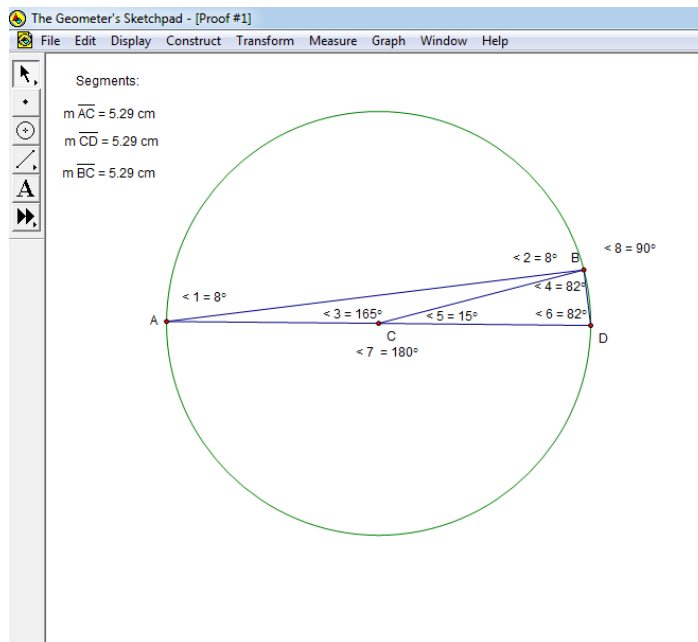 The Geometer's Sketchpad - [Proof #1]
File Edit Display Construct Transform Measure Graph Window Help
Segments:
m AC = 5.29 cm
m CD = 5.29 cm
m BC = 5.29 cm
A
< 8 = 90°
< 2 = 8° B
< 4 = 82°
< 1 = 8°
A
< 3 = 165° < 5 = 15° < 6 = 82°
C
D
< 7 = 180°